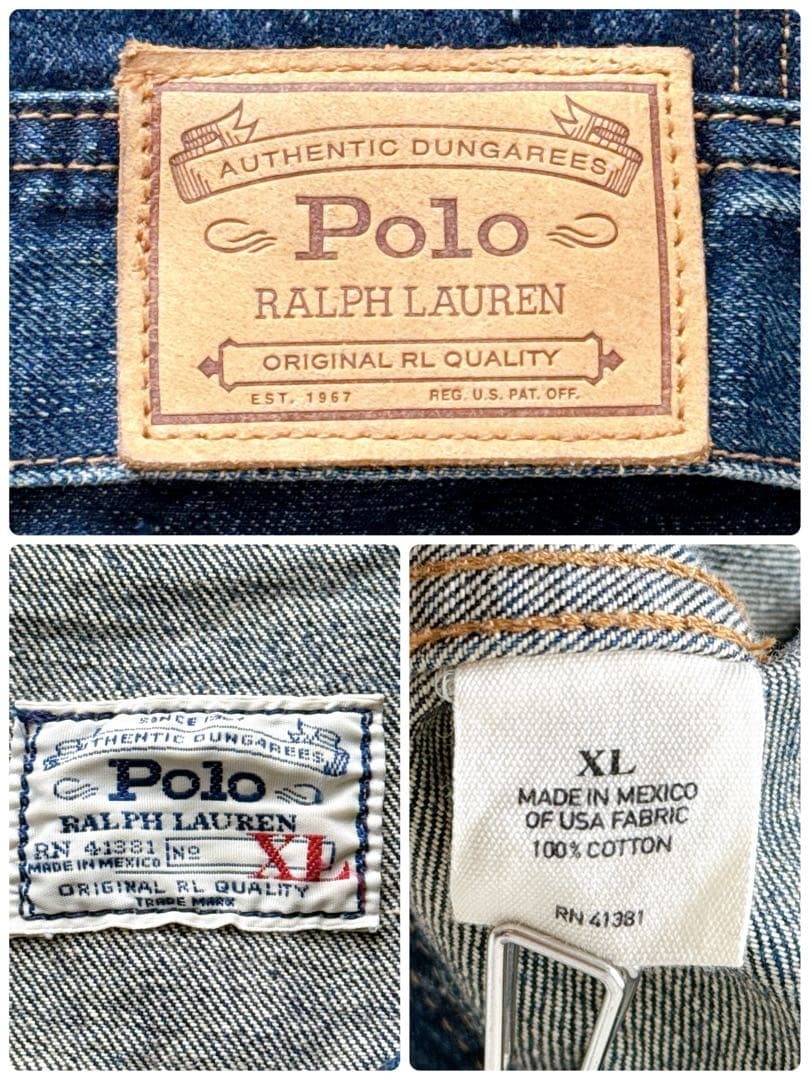 AUTHENTIC DUNGAREES
Polo
RALPH LAUREN
ORIGINAL RL QUALITY
EST. 1967 REG. U.S. PAT. OFF.
SINCE
AUTHENTIC DUNGAREES
Polo
RALPH LAUREN
RN 41381 No XL
MADE IN MEXICO
ORIGINAL RL QUALITY
TRADE MARK
XL
MADE IN MEXICO
OF USA FABRIC
100% COTTON
RN 41381